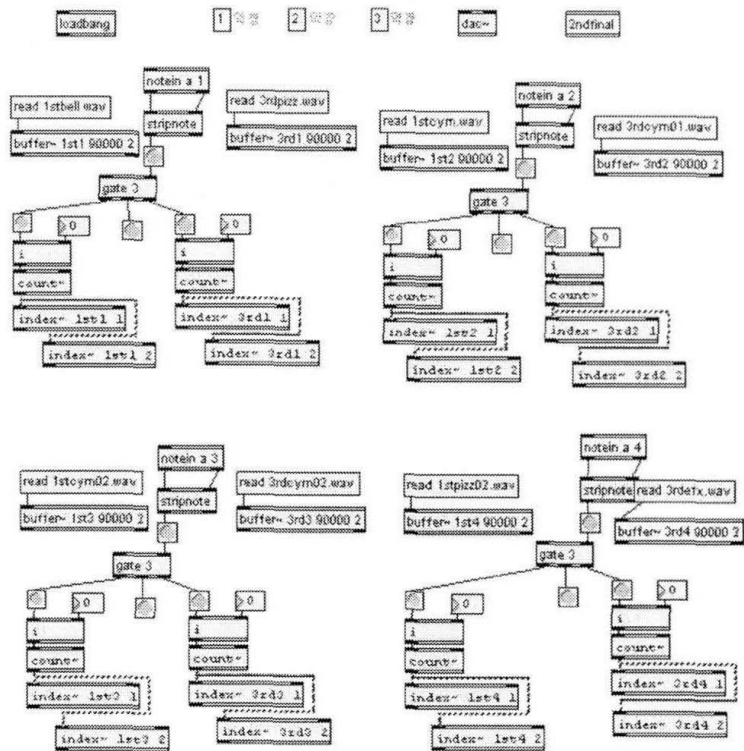 loadbang
1
2
3
dac~
2ndfinal
notein a 1
read 1stbell.wav
read 3rdpizz.wav
stripnote
buffer~ 1st1 90000 2
buffer~ 3rd1 90000 2
gate 3
0
0
i
i
count~
count~
index~ 1st1 1
index~ 3rd1 1
index~ 1st1 2
index~ 3rd1 2
notein a 2
read 1stcym.wav
read 3rdcym01.wav
stripnote
buffer~ 1st2 90000 2
buffer~ 3rd2 90000 2
gate 3
0
0
i
i
count~
count~
index~ 1st2 1
index~ 3rd2 1
index~ 1st2 2
index~ 3rd2 2
notein a 3
read 1stcym02.wav
read 3rdcym02.wav
stripnote
buffer~ 1st3 90000 2
buffer~ 3rd3 90000 2
gate 3
0
0
i
i
count~
count~
index~ 1st3 1
index~ 3rd3 1
index~ 1st3 2
index~ 3rd3 2
notein a 4
read 1stpizz02.wav
stripnote
read 3rdefx.wav
buffer~ 1st4 90000 2
buffer~ 3rd4 90000 2
gate 3
0
0
i
i
count~
count~
index~ 1st4 1
index~ 3rd4 1
index~ 1st4 2
index~ 3rd4 2